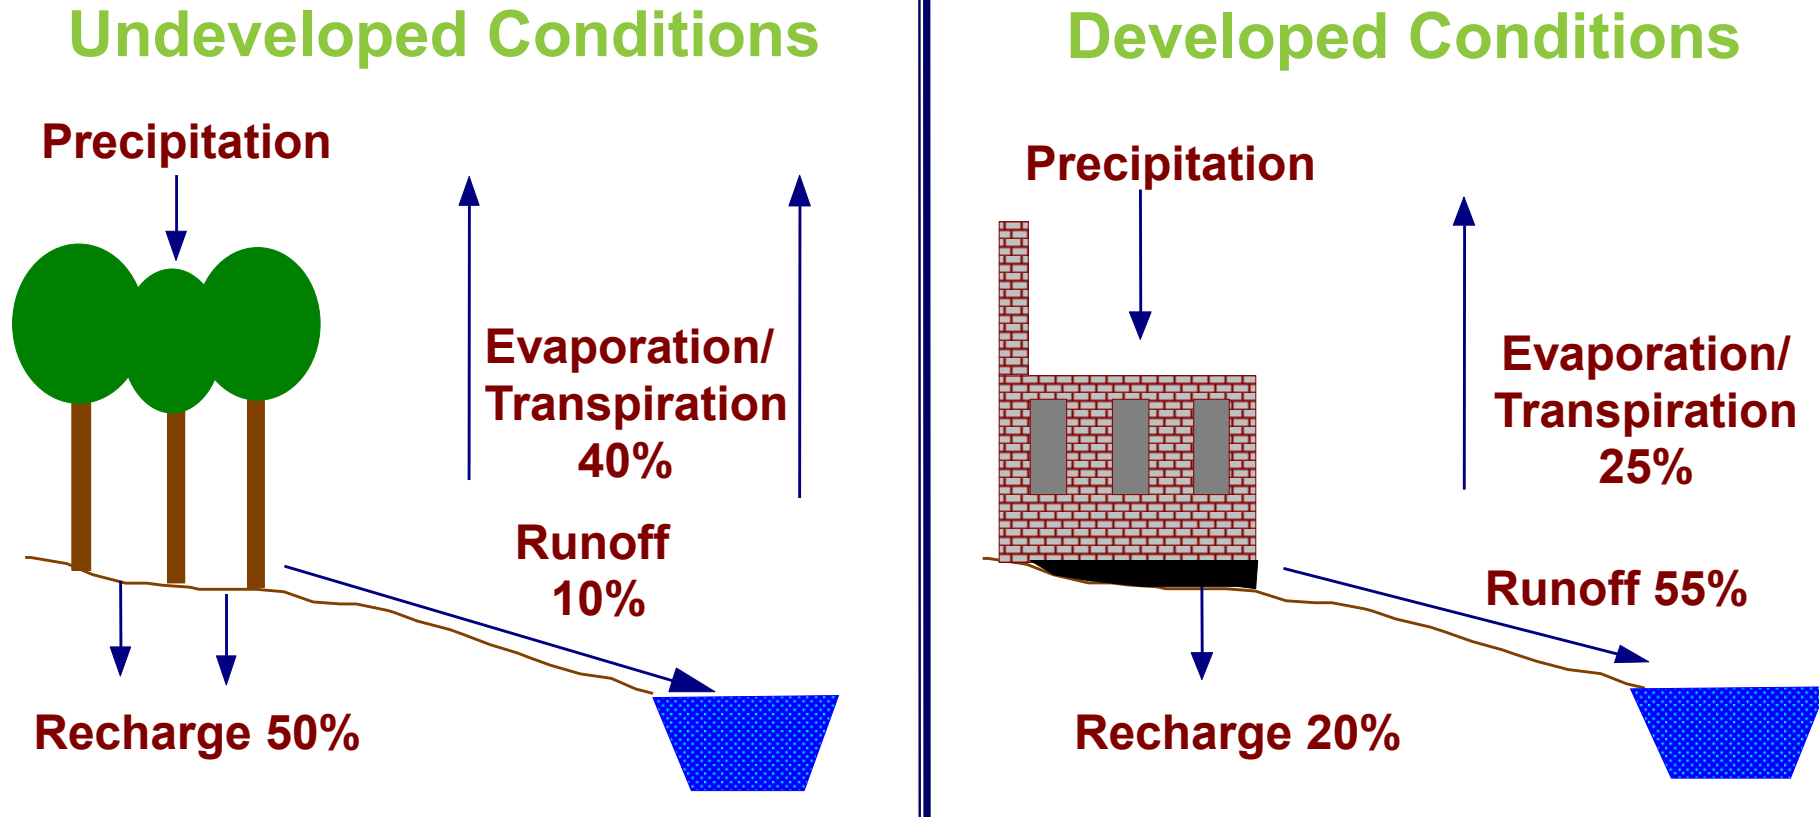 Undeveloped Conditions
Precipitation
Evaporation/
Transpiration
40%
Runoff
10%
Recharge 50%
Developed Conditions
Precipitation
Evaporation/
Transpiration
25%
Runoff 55%
Recharge 20%